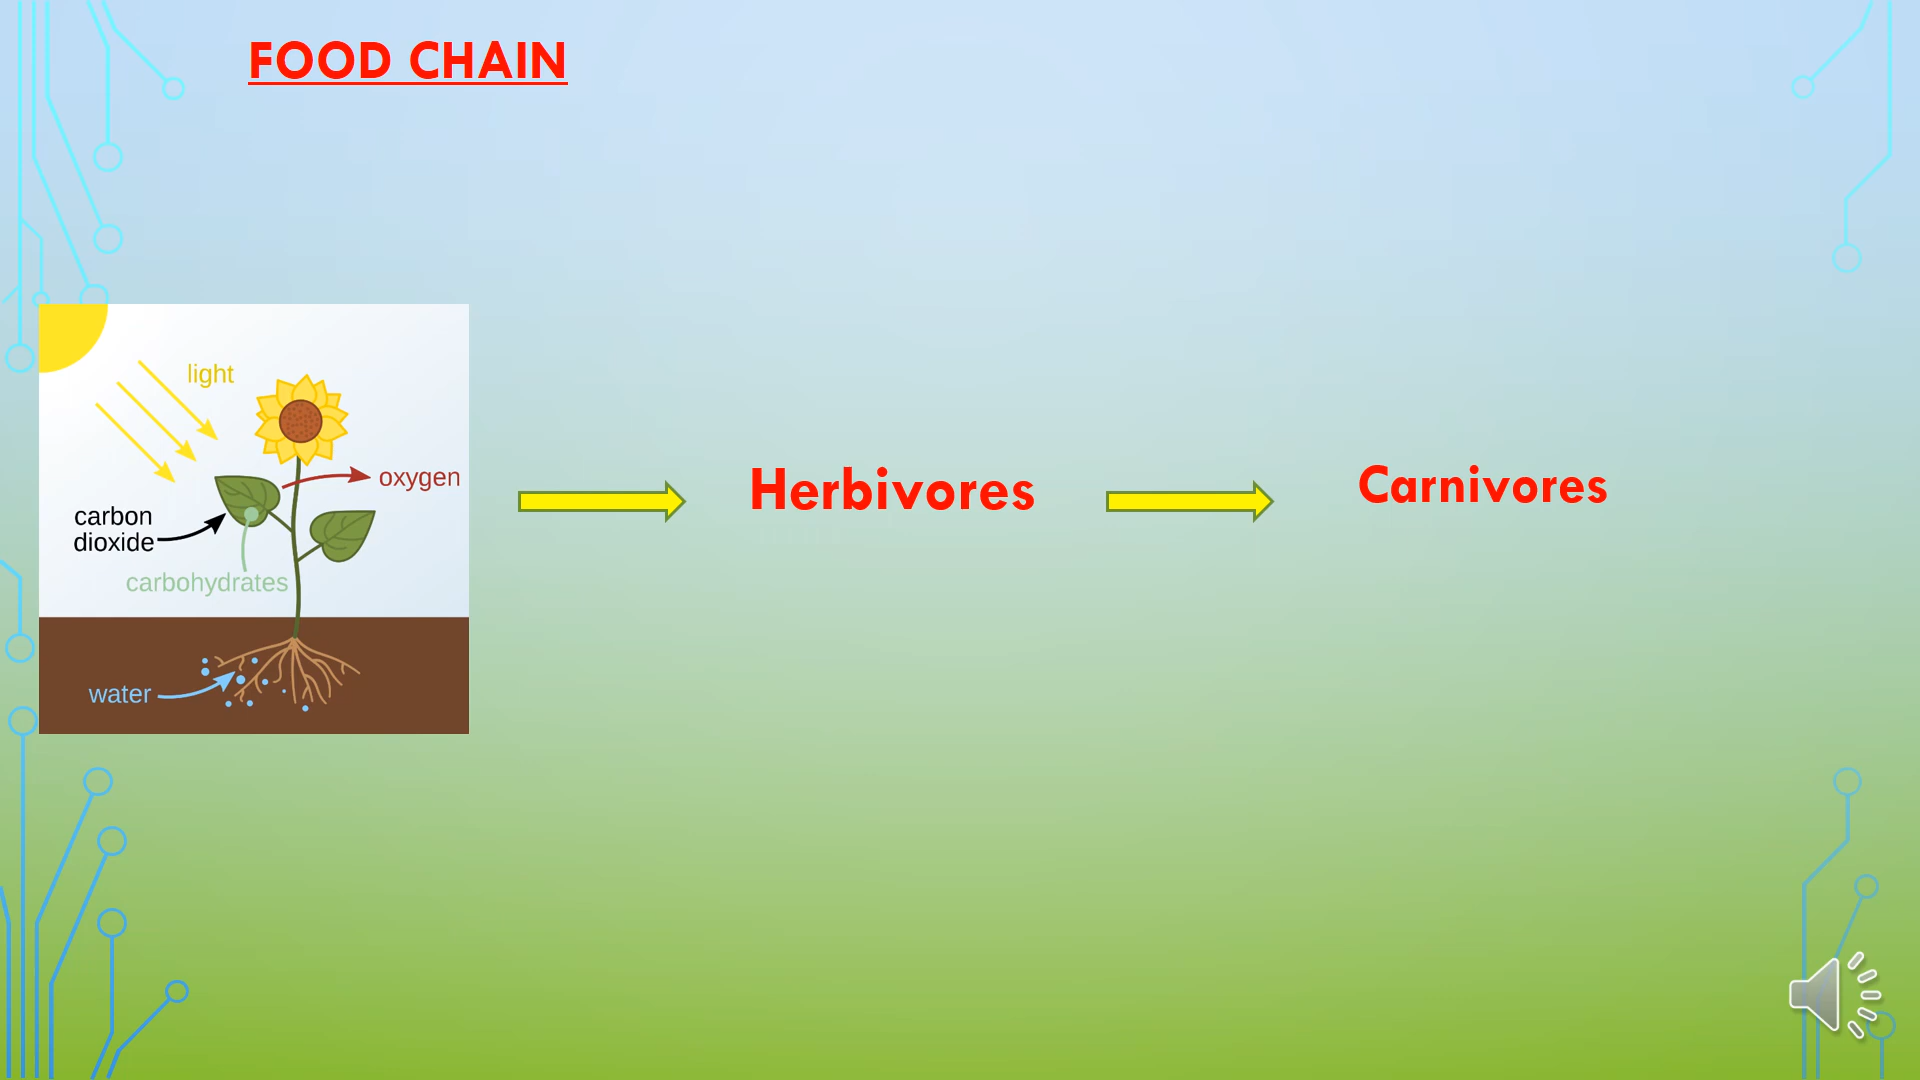 FOOD CHAIN
light
oxygen
carbon
dioxide
carbohydrates
water
Herbivores
Carnivores